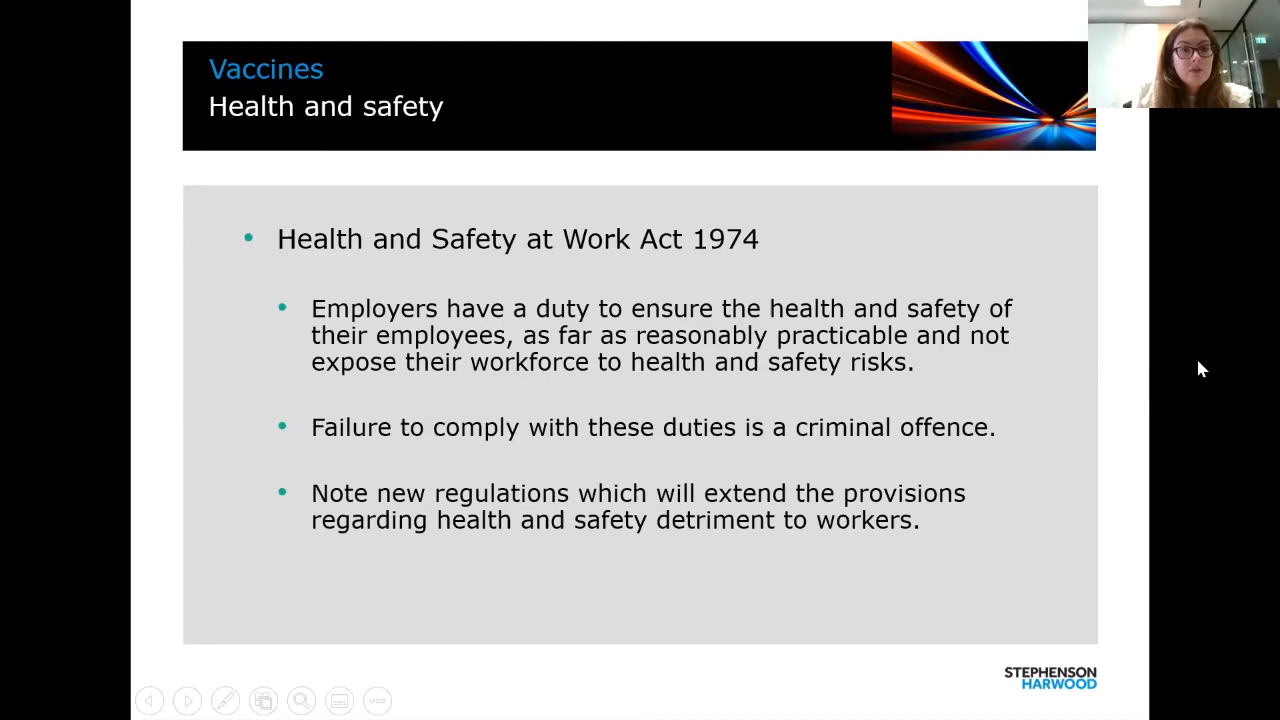 Vaccines
Health and safety
• Health and Safety at Work Act 1974
• Employers have a duty to ensure the health and safety of
their employees, as far as reasonably practicable and not
expose their workforce to health and safety risks.
• Failure to comply with these duties is a criminal offence.
• Note new regulations which will extend the provisions
regarding health and safety detriment to workers.
STEPHENSON
HARWOOD